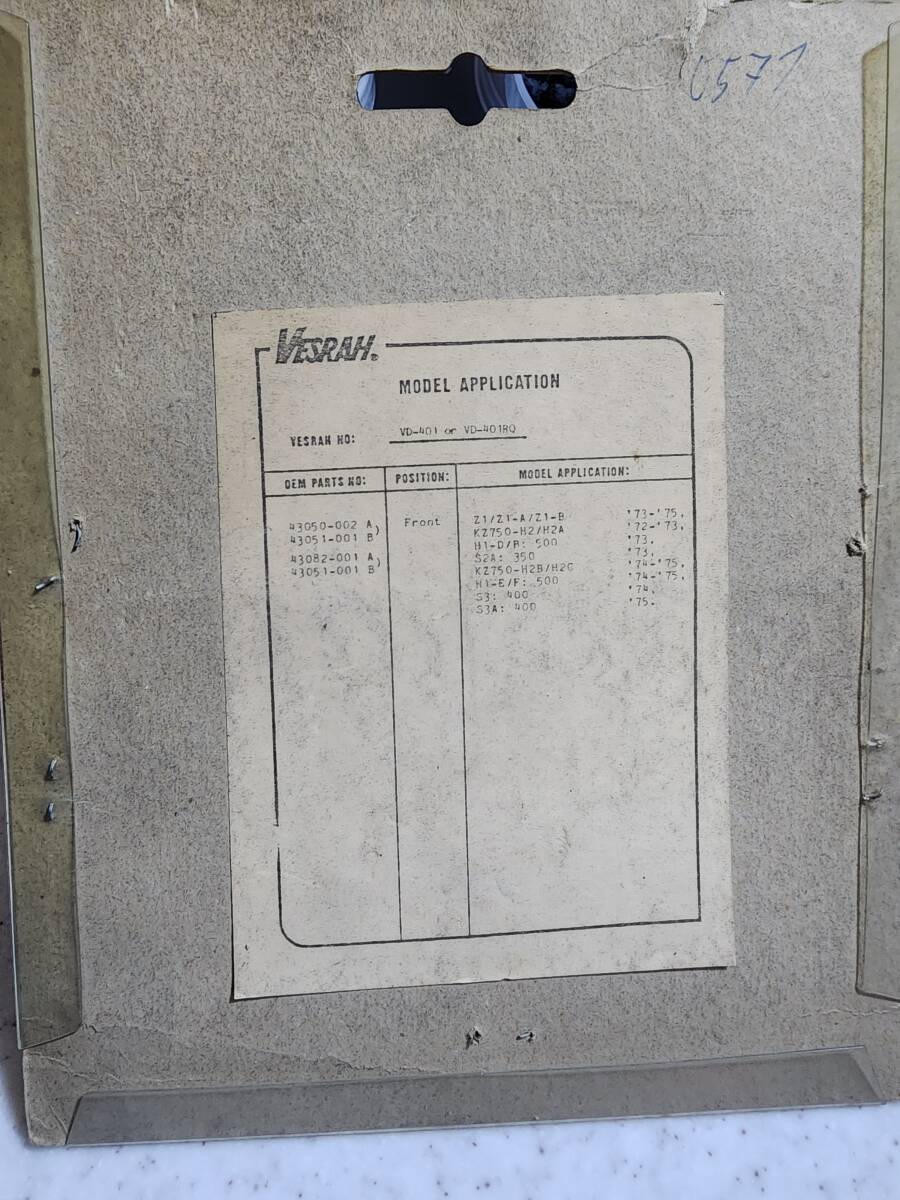 0571
VESRAH®
MODEL APPLICATION
VESRAH NO: VD-401 or VD-401RQ
OEM PARTS NO: POSITION: MODEL APPLICATION:
43050-002 A) Front Z1/Z1-A/Z1-B '73-'75,
43051-001 B KZ750-H2/H2A '72-'73,
H1-D/B: 500 '73,
43082-001 A) S2A: 350 '73,
43051-001 B KZ750-H2B/H2C '74-'75,
H1-E/F: 500 '74-'75,
S3: 400 '74,
S3A: 400 '75.